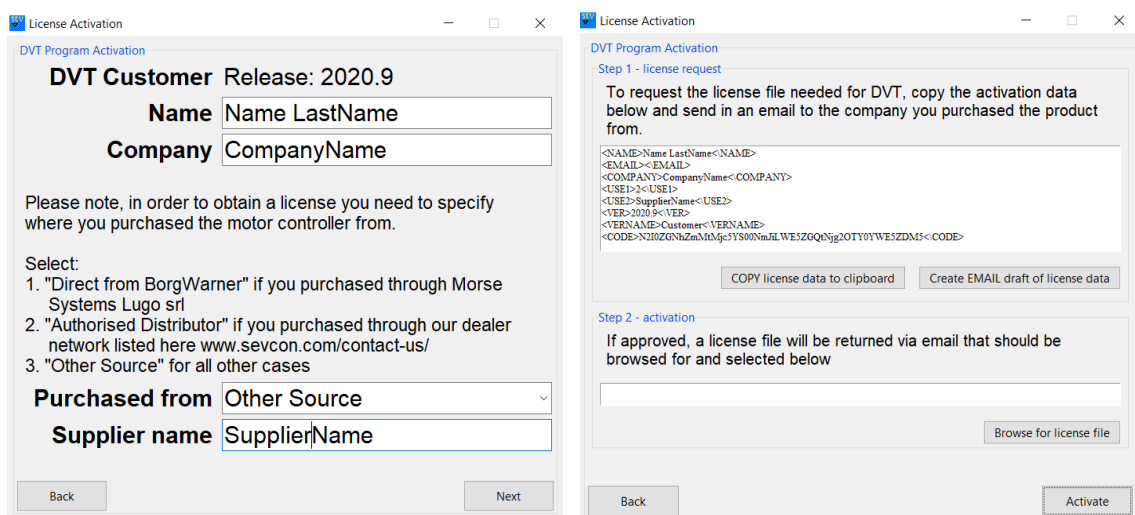 License Activation
DVT Program Activation
DVT Customer Release: 2020.9
Name Name LastName
Company CompanyName
Please note, in order to obtain a license you need to specify
where you purchased the motor controller from.
Select:
1. "Direct from BorgWarner" if you purchased through Morse
Systems Lugo srl
2. "Authorised Distributor" if you purchased through our dealer
network listed here www.sevcon.com/contact-us/
3. "Other Source" for all other cases
Purchased from Other Source
Supplier name SupplierName
Back Next
License Activation
DVT Program Activation
Step 1 - license request
To request the license file needed for DVT, copy the activation data
below and send in an email to the company you purchased the product
from.
<NAME>Name LastName<\NAME>
<EMAIL><\EMAIL>
<COMPANY>CompanyName<\COMPANY>
<USE1>2<\USE1>
<USE2>SupplierName<\USE2>
<VER>2020.9<\VER>
<VERNAME>Customer<\VERNAME>
<CODE>N2I0ZGNhZmMtMjc5YS00NmJiLWE5ZGQtNjg2OTY0YWE5ZDM5<\CODE>
COPY license data to clipboard Create EMAIL draft of license data
Step 2 - activation
If approved, a license file will be returned via email that should be
browsed for and selected below
Browse for license file
Back Activate